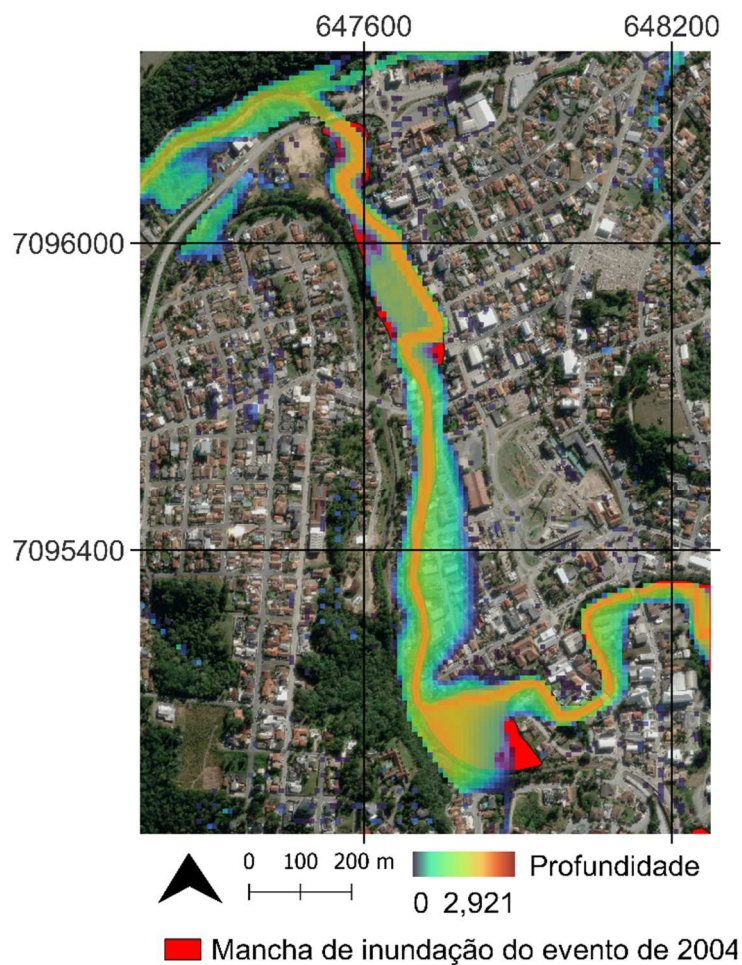 647600 648200
7096000
7095400
0 100 200 m
Profundidade
0 2,921
Mancha de inundação do evento de 2004